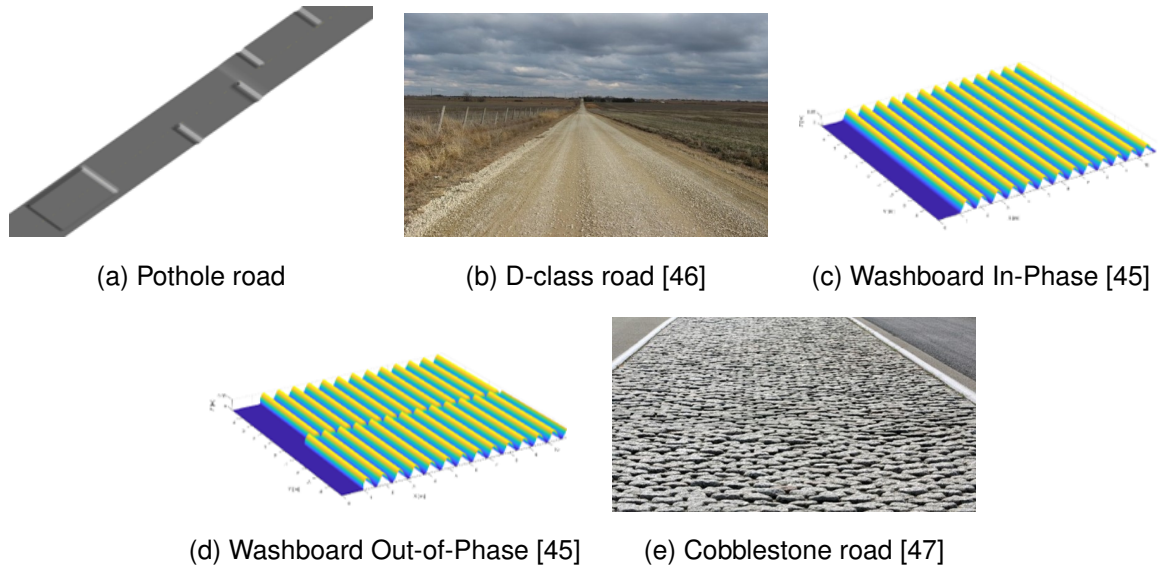 (a) Pothole road
(b) D-class road [46]
(c) Washboard In-Phase [45]
(d) Washboard Out-of-Phase [45]
(e) Cobblestone road [47]